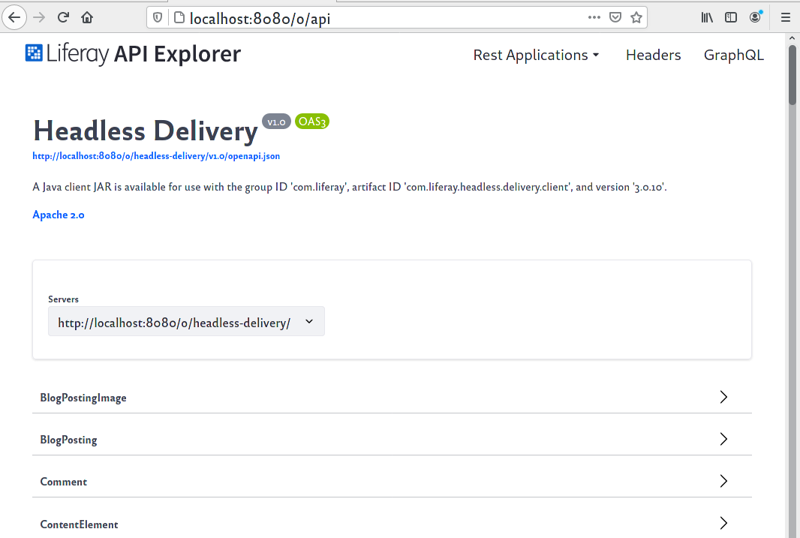 localhost:8080/o/api
Liferay API Explorer
Rest Applications
Headers
GraphQL
Headless Delivery v1.0 OAS3
http://localhost:8080/o/headless-delivery/v1.0/openapi.json
A Java client JAR is available for use with the group ID 'com.liferay', artifact ID 'com.liferay.headless.delivery.client', and version '3.0.10'.
Apache 2.0
Servers
http://localhost:8080/o/headless-delivery/
BlogPostingImage
BlogPosting
Comment
ContentElement